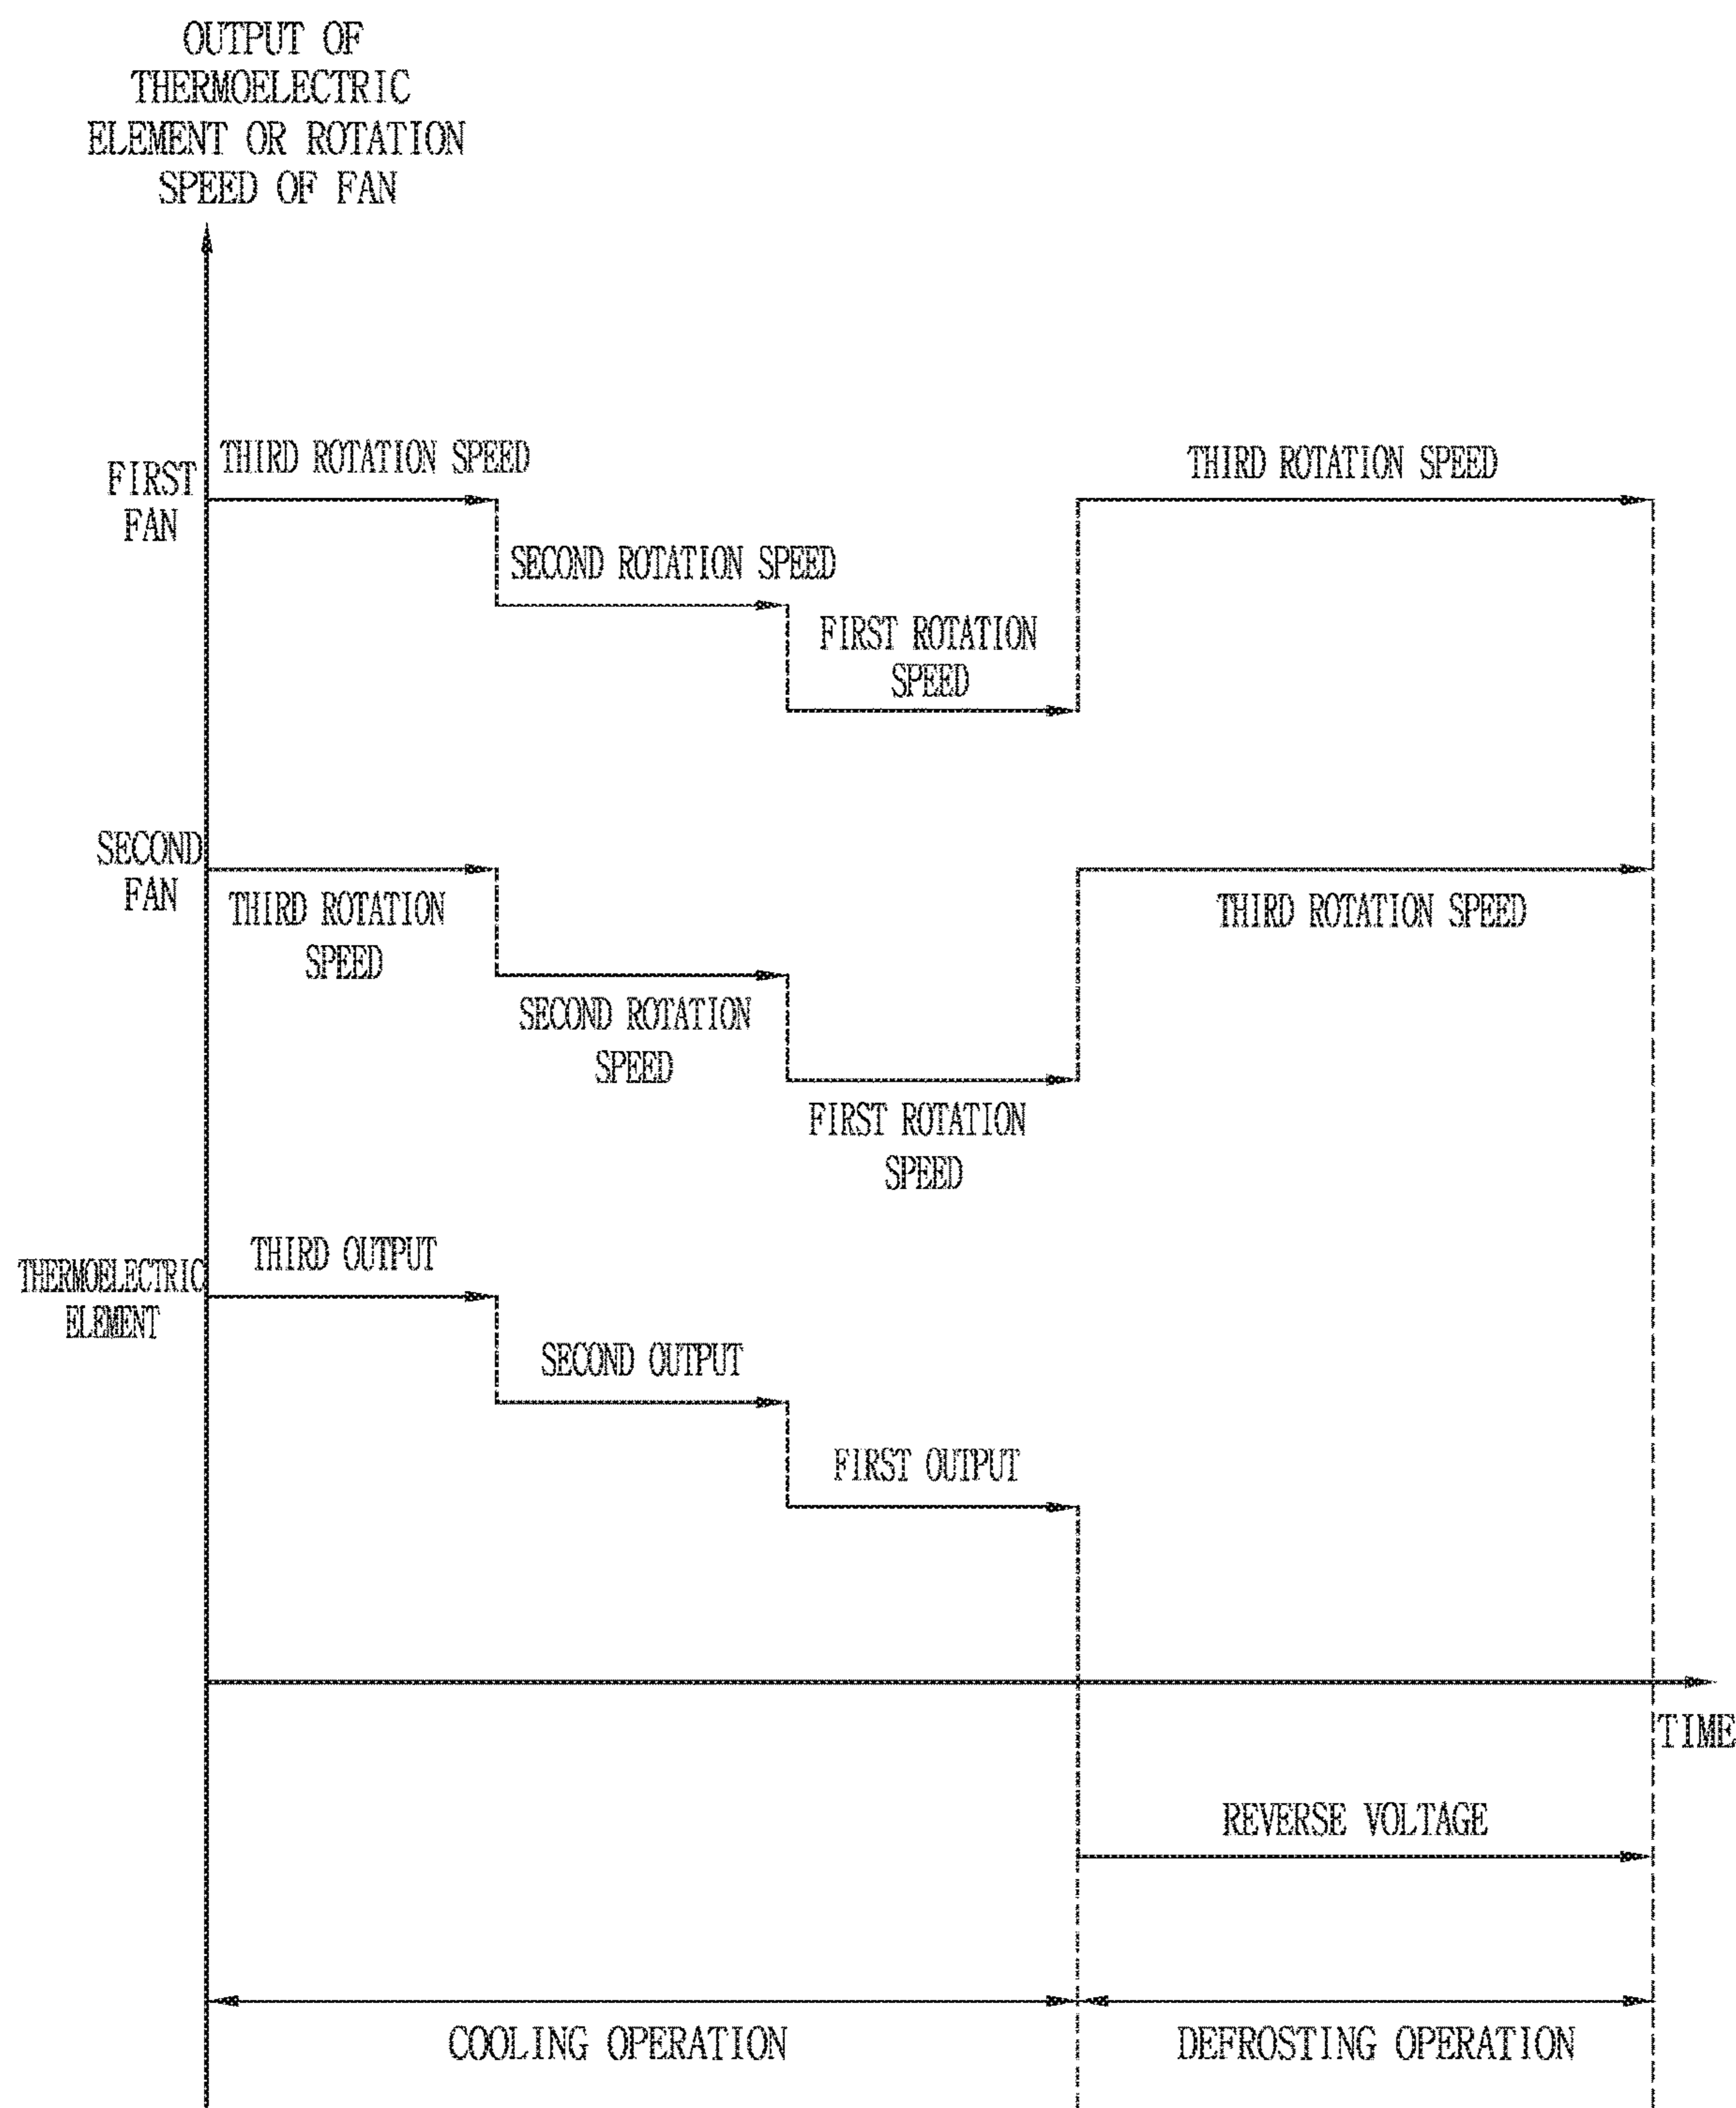 OUTPUT OF
THERMOELECTRIC
ELEMENT OR ROTATION
SPEED OF FAN
FIRST
FAN
THIRD ROTATION SPEED
SECOND ROTATION SPEED
FIRST ROTATION
SPEED
THIRD ROTATION SPEED
SECOND
FAN
THIRD ROTATION
SPEED
SECOND ROTATION
SPEED
FIRST ROTATION
SPEED
THIRD ROTATION SPEED
THERMOELECTRIC
ELEMENT
THIRD OUTPUT
SECOND OUTPUT
FIRST OUTPUT
TIME
REVERSE VOLTAGE
COOLING OPERATION
DEFROSTING OPERATION